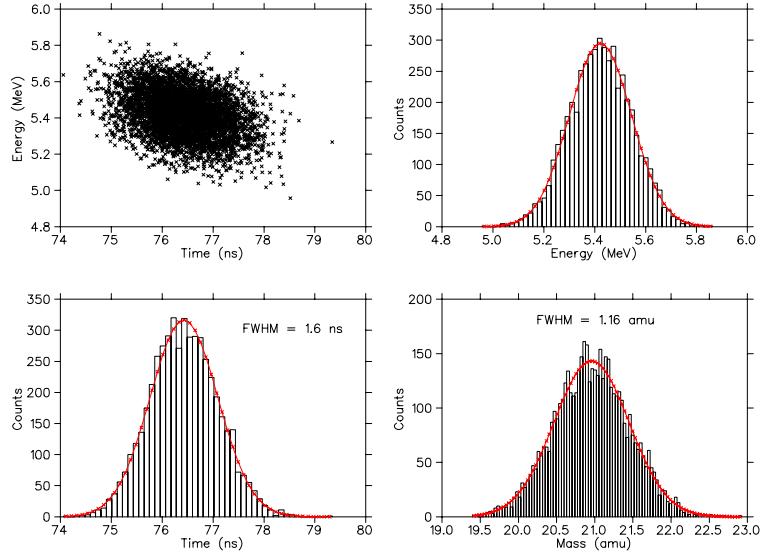 6.0
5.8
5.6
5.4
5.2
5.0
4.8
Energy (MeV)
74 75 76 77 78 79 80
Time (ns)
350
300
250
200
150
100
50
0
Counts
4.8 5.0 5.2 5.4 5.6 5.8 6.0
Energy (MeV)
350
300
250
200
150
100
50
0
Counts
FWHM = 1.6 ns
74 75 76 77 78 79 80
Time (ns)
200
150
100
50
0
Counts
FWHM = 1.16 amu
19.0 19.5 20.0 20.5 21.0 21.5 22.0 22.5 23.0
Mass (amu)